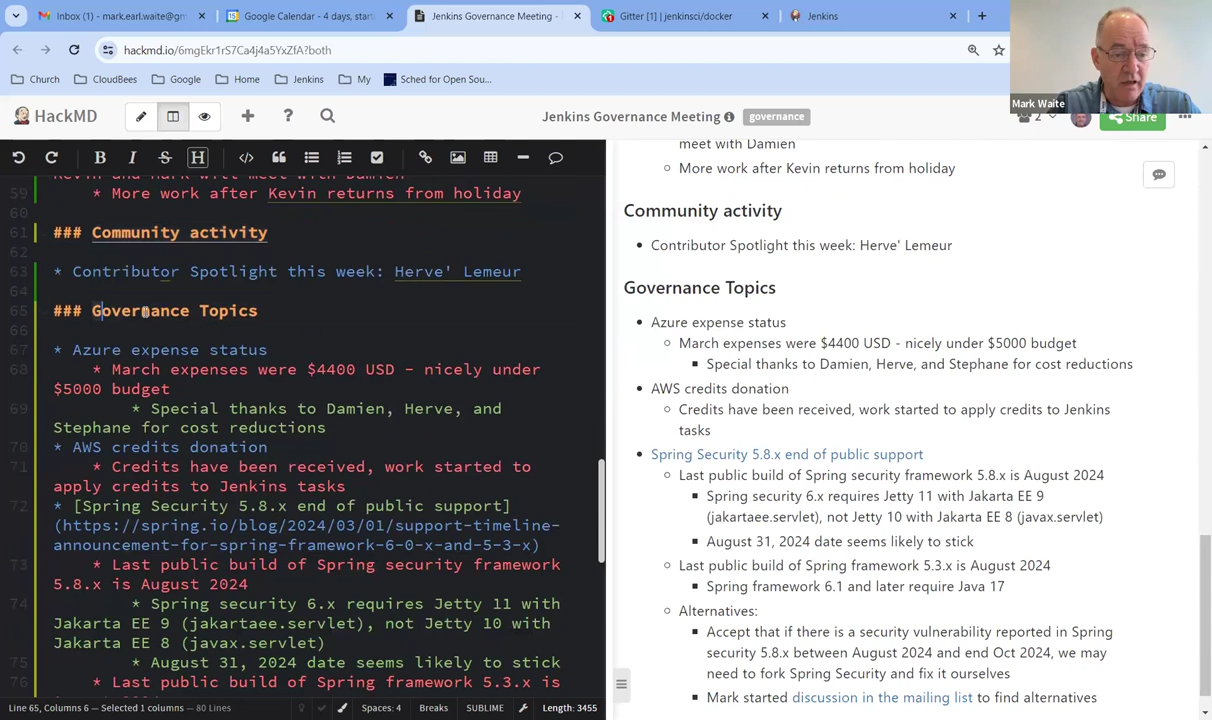 Inbox (1) - mark.earl.waite@gm
Google Calendar - 4 days, starti
Jenkins Governance Meeting -
Gitter [1] | jenkinsci/docker
Jenkins
hackmd.io/6mgEkr1rS7Ca4j4a5YxZfA?both
Church
CloudBees
Google
Home
Jenkins
My
Sched for Open Sou...
Mark Waite
HackMD
Jenkins Governance Meeting
governance
2
Share
Kevin and Mark will meet with Damien
59 * More work after Kevin returns from holiday
60
61 ### Community activity
62
63 * Contributor Spotlight this week: Herve' Lemeur
64
65 ### Governance Topics
66
67 * Azure expense status
68 * March expenses were $4400 USD - nicely under
$5000 budget
69 * Special thanks to Damien, Herve, and
Stephane for cost reductions
70 * AWS credits donation
71 * Credits have been received, work started to
apply credits to Jenkins tasks
72 * [Spring Security 5.8.x end of public support]
(https://spring.io/blog/2024/03/01/support-timeline-
announcement-for-spring-framework-6-0-x-and-5-3-x)
73 * Last public build of Spring security framework
5.8.x is August 2024
74 * Spring security 6.x requires Jetty 11 with
Jakarta EE 9 (jakartaee.servlet), not Jetty 10 with
Jakarta EE 8 (javax.servlet)
75 * August 31, 2024 date seems likely to stick
76 * Last public build of Spring framework 5.3.x is
Line 65, Columns 6 — Selected 1 columns — 80 Lines
Spaces: 4
Breaks
SUBLIME
Length: 3455
meet with Damien
More work after Kevin returns from holiday
Community activity
Contributor Spotlight this week: Herve' Lemeur
Governance Topics
Azure expense status
March expenses were $4400 USD - nicely under $5000 budget
Special thanks to Damien, Herve, and Stephane for cost reductions
AWS credits donation
Credits have been received, work started to apply credits to Jenkins
tasks
Spring Security 5.8.x end of public support
Last public build of Spring security framework 5.8.x is August 2024
Spring security 6.x requires Jetty 11 with Jakarta EE 9
(jakartaee.servlet), not Jetty 10 with Jakarta EE 8 (javax.servlet)
August 31, 2024 date seems likely to stick
Last public build of Spring framework 5.3.x is August 2024
Spring framework 6.1 and later require Java 17
Alternatives:
Accept that if there is a security vulnerability reported in Spring
security 5.8.x between August 2024 and end Oct 2024, we may
need to fork Spring Security and fix it ourselves
Mark started discussion in the mailing list to find alternatives